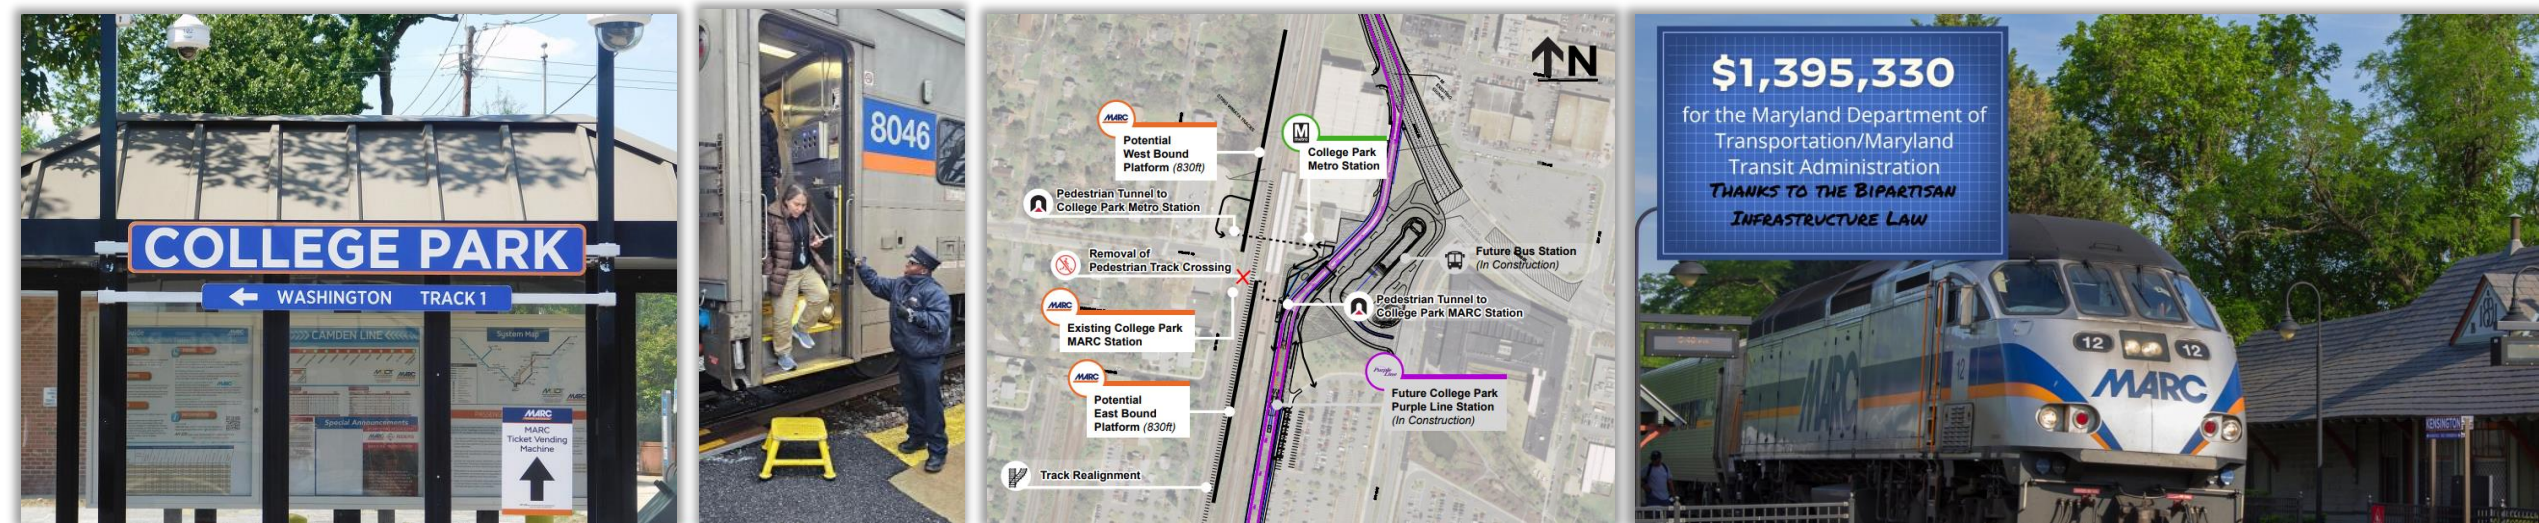 COLLEGE PARK
← WASHINGTON TRACK 1
CAMDEN LINE
System Map
Special Announcements
MARC
MARC
Ticket Vending
Machine
8046
N
MARC
Potential
West Bound
Platform (830ft)
M
College Park
Metro Station
Pedestrian Tunnel to
College Park Metro Station
Removal of
Pedestrian Track Crossing
MARC
Existing College Park
MARC Station
Future Bus Station
(In Construction)
Pedestrian Tunnel to
College Park MARC Station
MARC
Potential
East Bound
Platform (830ft)
Purple Line
Future College Park
Purple Line Station
(In Construction)
Track Realignment
$1,395,330
for the Maryland Department of
Transportation/Maryland
Transit Administration
THANKS TO THE BIPARTISAN
INFRASTRUCTURE LAW
12 12
MARC
12
MARC
KENSINGTON